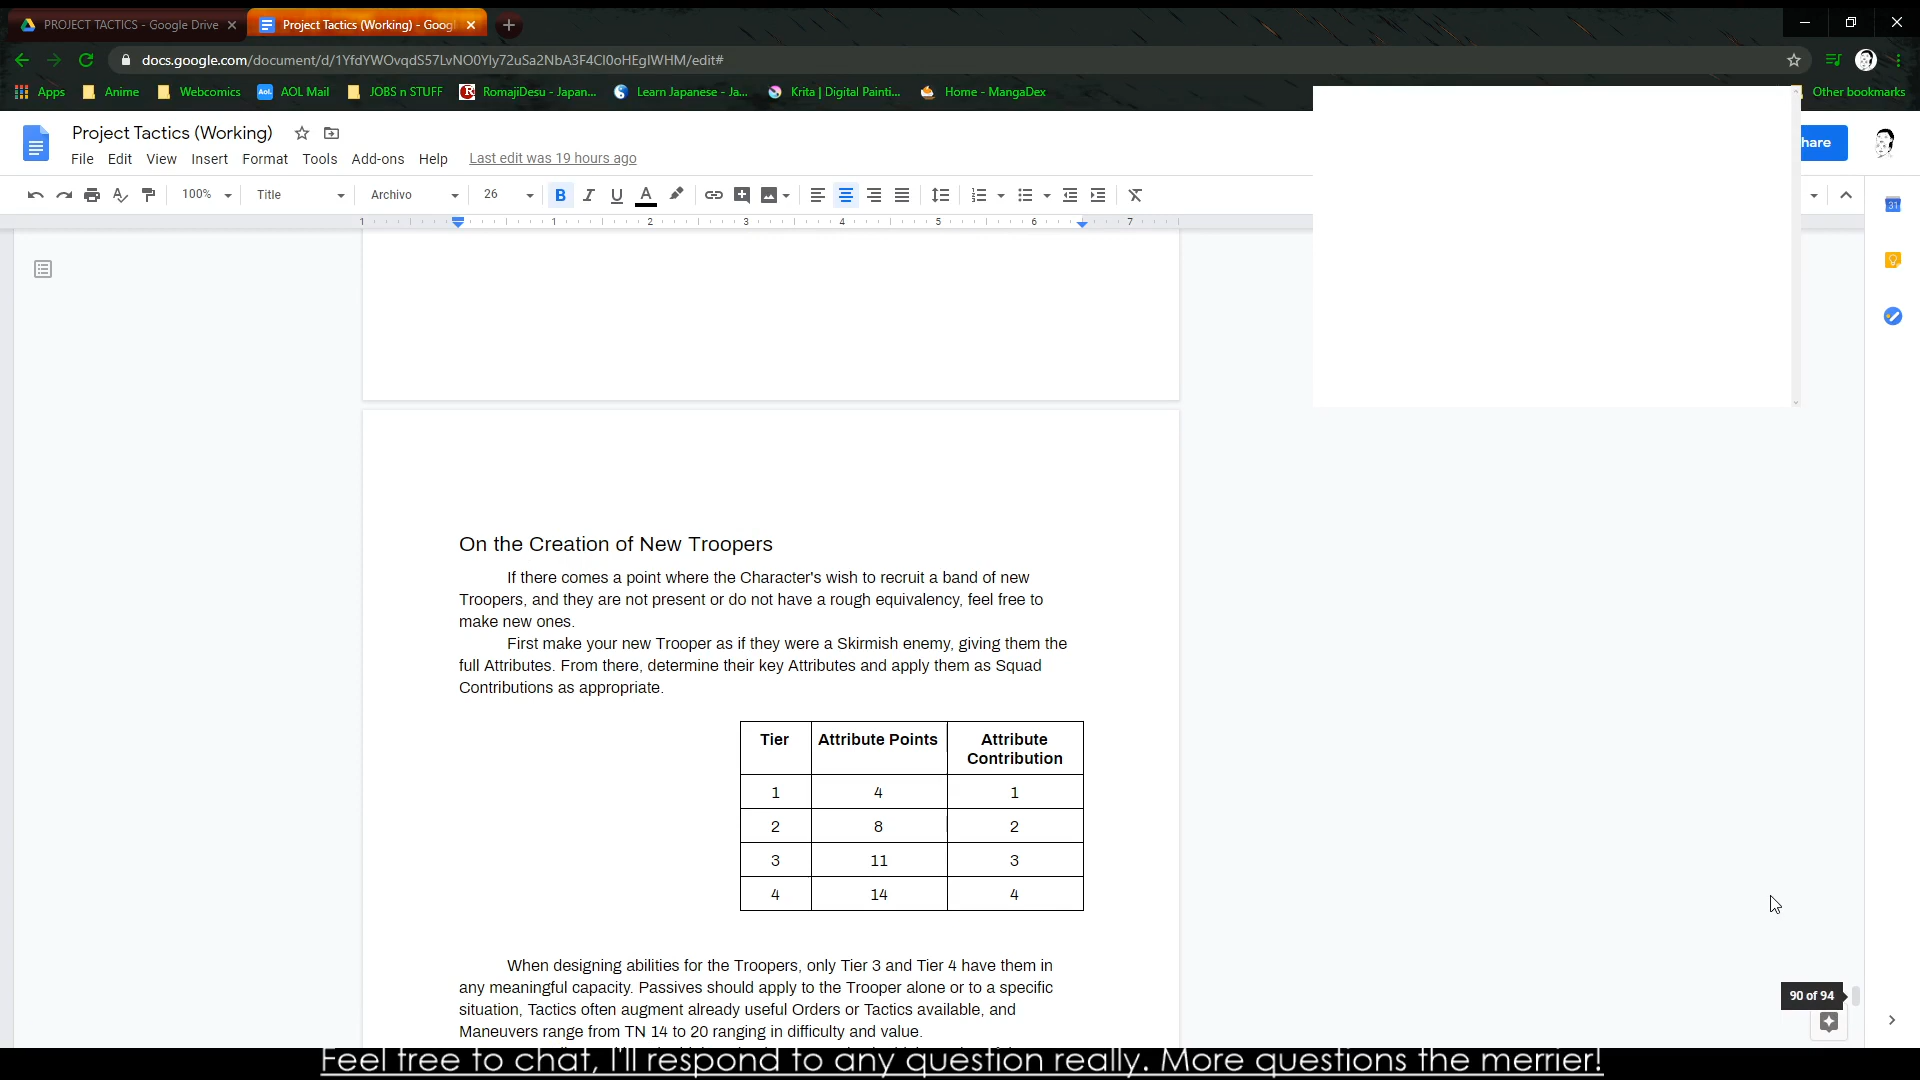 PROJECT TACTICS - Google Drive
Project Tactics (Working) - Goog
docs.google.com/document/d/1YfdYWOvqdS57LvNO0Yly72uSa2NbA3F4CI0oHEgIWHM/edit#
Apps Anime Webcomics AOL Mail JOBS n STUFF RomajiDesu - Japan... Learn Japanese - Ja... Krita | Digital Painti... Home - MangaDex Other bookmarks
Project Tactics (Working)
hare
File Edit View Insert Format Tools Add-ons Help Last edit was 19 hours ago
100% Title Archivo 26
1 1 2 3 4 5 6 7
31
On the Creation of New Troopers
If there comes a point where the Character's wish to recruit a band of new
Troopers, and they are not present or do not have a rough equivalency, feel free to
make new ones.
First make your new Trooper as if they were a Skirmish enemy, giving them the
full Attributes. From there, determine their key Attributes and apply them as Squad
Contributions as appropriate.
Tier Attribute Points Attribute
Contribution
1 4 1
2 8 2
3 11 3
4 14 4
When designing abilities for the Troopers, only Tier 3 and Tier 4 have them in
any meaningful capacity. Passives should apply to the Trooper alone or to a specific
situation, Tactics often augment already useful Orders or Tactics available, and
Maneuvers range from TN 14 to 20 ranging in difficulty and value.
90 of 94
Feel free to chat, I'll respond to any question really. More questions the merrier!